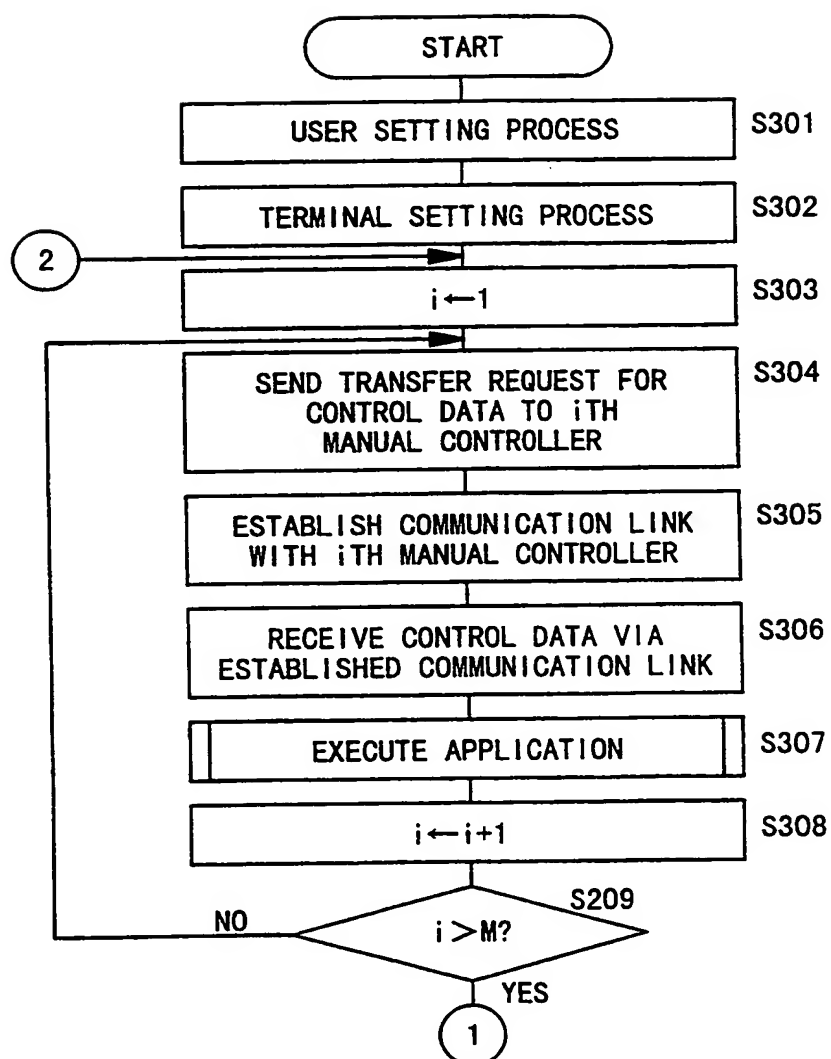 START
USER SETTING PROCESS
S301
TERMINAL SETTING PROCESS
S302
2
i←1
S303
SEND TRANSFER REQUEST FOR
CONTROL DATA TO iTH
MANUAL CONTROLLER
S304
ESTABLISH COMMUNICATION LINK
WITH iTH MANUAL CONTROLLER
S305
RECEIVE CONTROL DATA VIA
ESTABLISHED COMMUNICATION LINK
S306
EXECUTE APPLICATION
S307
i←i+1
S308
S209
NO
i>M?
YES
1